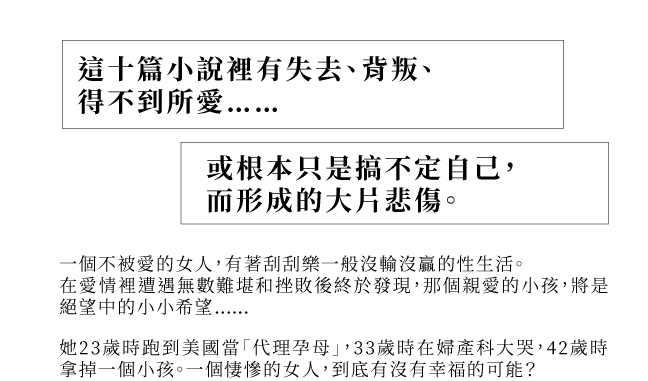 這十篇小說裡有失去、背叛、
得不到所愛……
或根本只是搞不定自己，
而形成的大片悲傷。
一個不被愛的女人，有著刮刮樂一般沒輸沒贏的性生活。
在愛情裡遭遇無數難堪和挫敗後終於發現，那個親愛的小孩，將是
絕望中的小小希望……
她23歲時跑到美國當「代理孕母」，33歲時在婦產科大哭，42歲時
拿掉一個小孩。一個悽慘的女人，到底有沒有幸福的可能？